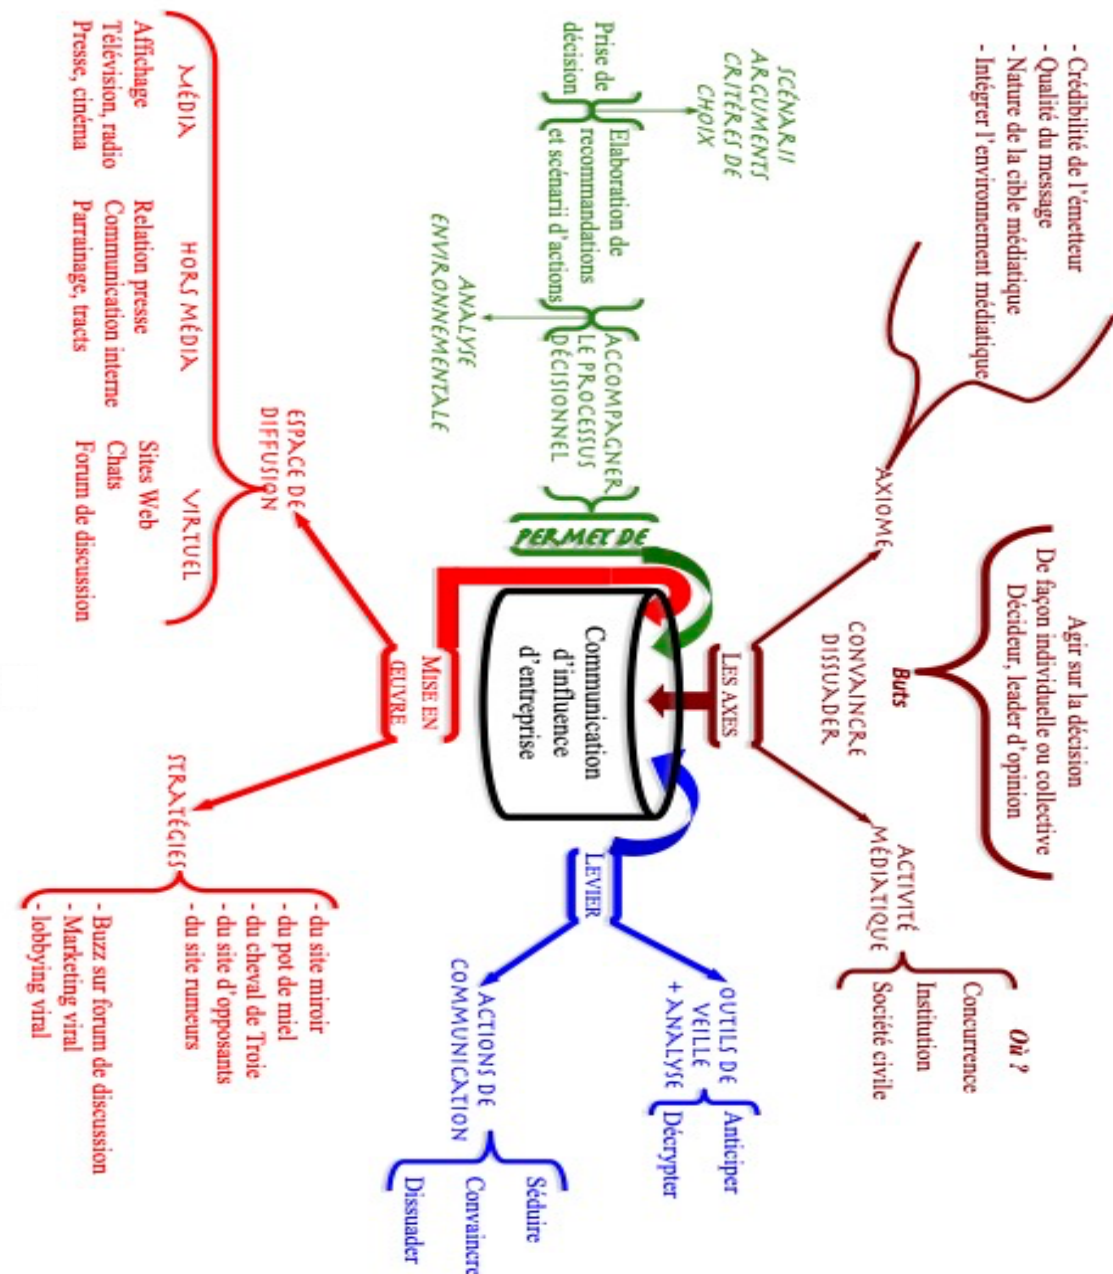 - Crédibilité de l'émetteur
- Qualité du message
- Nature de la cible médiatique
- Intégrer l'environnement médiatique
AXIOME
Agir sur la décision
De façon individuelle ou collective
Décideur, leader d'opinion
Buts
CONVAINCRE
DISSUADER
Où ?
Concurrence
Institution
Société civile
ACTIVITÉ
MÉDIATIQUE
LES AXES
SCÉNARII
ARGUMENTS
CRITÈRES DE
CHOIX
Prise de
décision
Elaboration de
recommandations
et scénarii d'actions
ACCOMPAGNER
LE PROCESSUS
DÉCISIONNEL
PERMET DE
ANALYSE
ENVIRONNEMENTALE
Communication
d'influence
d'entreprise
LEVIER
OUTILS DE
VEILLE
+ ANALYSE
Anticiper
Décrypter
ACTIONS DE
COMMUNICATION
Séduire
Convaincre
Dissuader
MISE EN
ŒUVRE
ESPACE DE
DIFFUSION
MÉDIA
Affichage
Télévision, radio
Presse, cinéma
HORS MÉDIA
Relation presse
Communication interne
Parrainage, tracts
VIRTUEL
Sites Web
Chats
Forum de discussion
STRATÉGIES
- du site miroir
- du pot de miel
- du cheval de Troie
- du site d'opposants
- du site rumeurs
- Buzz sur forum de discussion
- Marketing viral
- lobbying viral